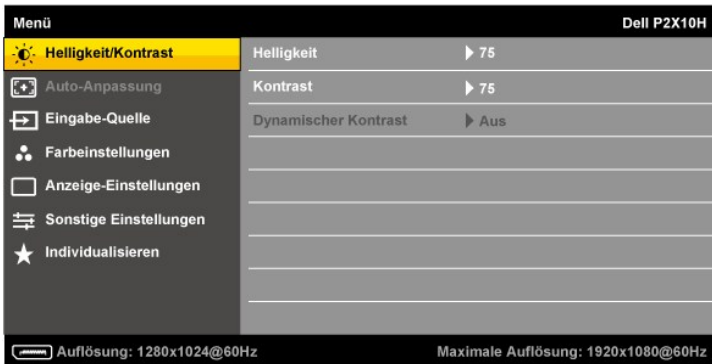 Menü Dell P2X10H
Helligkeit/Kontrast Helligkeit 75
Auto-Anpassung Kontrast 75
Eingabe-Quelle Dynamischer Kontrast Aus
Farbeinstellungen
Anzeige-Einstellungen
Sonstige Einstellungen
Individualisieren
Auflösung: 1280x1024@60Hz Maximale Auflösung: 1920x1080@60Hz